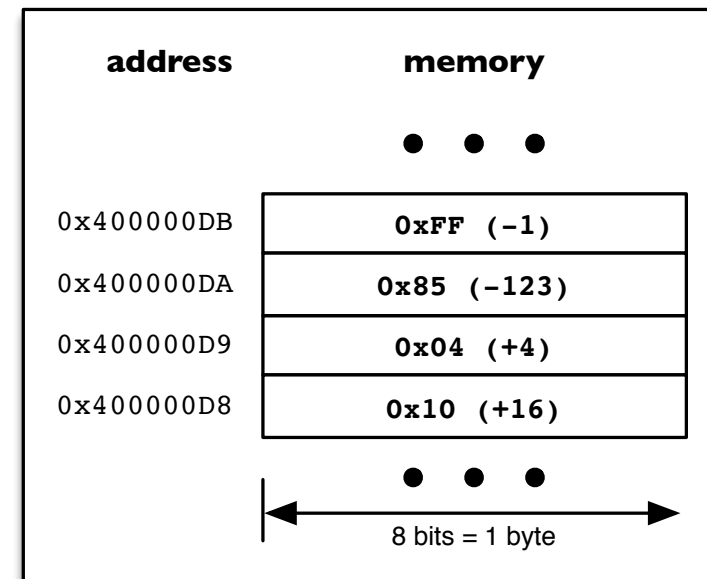 address memory
0x400000DB 0xFF (-1)
0x400000DA 0x85 (-123)
0x400000D9 0x04 (+4)
0x400000D8 0x10 (+16)
8 bits = 1 byte